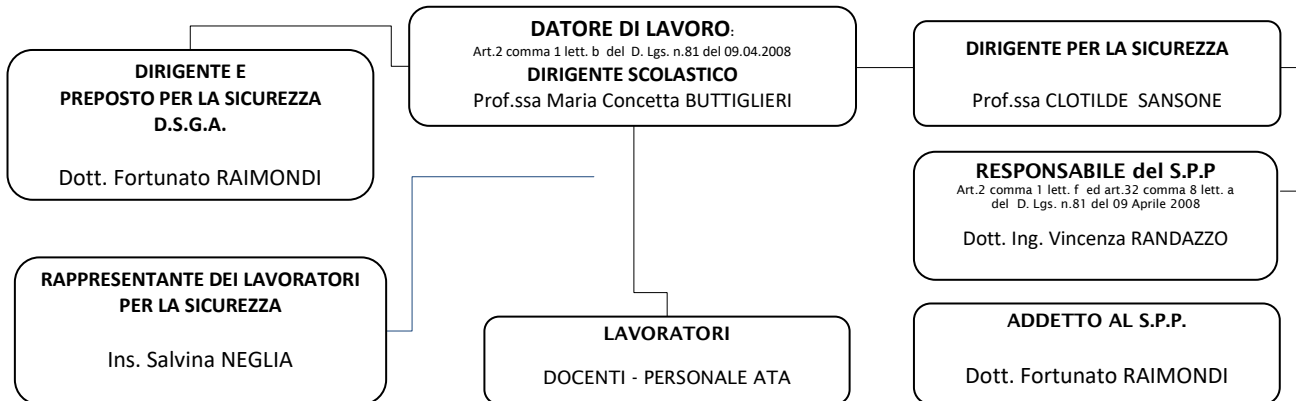 DATORE DI LAVORO:
Art.2 comma 1 lett. b del D. Lgs. n.81 del 09.04.2008
DIRIGENTE SCOLASTICO
Prof.ssa Maria Concetta BUTTIGLIERI
DIRIGENTE E
PREPOSTO PER LA SICUREZZA
D.S.G.A.
Dott. Fortunato RAIMONDI
DIRIGENTE PER LA SICUREZZA
Prof.ssa CLOTILDE SANSONE
RESPONSABILE del S.P.P
Art.2 comma 1 lett. f ed art.32 comma 8 lett. a
del D. Lgs. n.81 del 09 Aprile 2008
Dott. Ing. Vincenza RANDAZZO
RAPPRESENTANTE DEI LAVORATORI
PER LA SICUREZZA
Ins. Salvina NEGLIA
LAVORATORI
DOCENTI - PERSONALE ATA
ADDETTO AL S.P.P.
Dott. Fortunato RAIMONDI